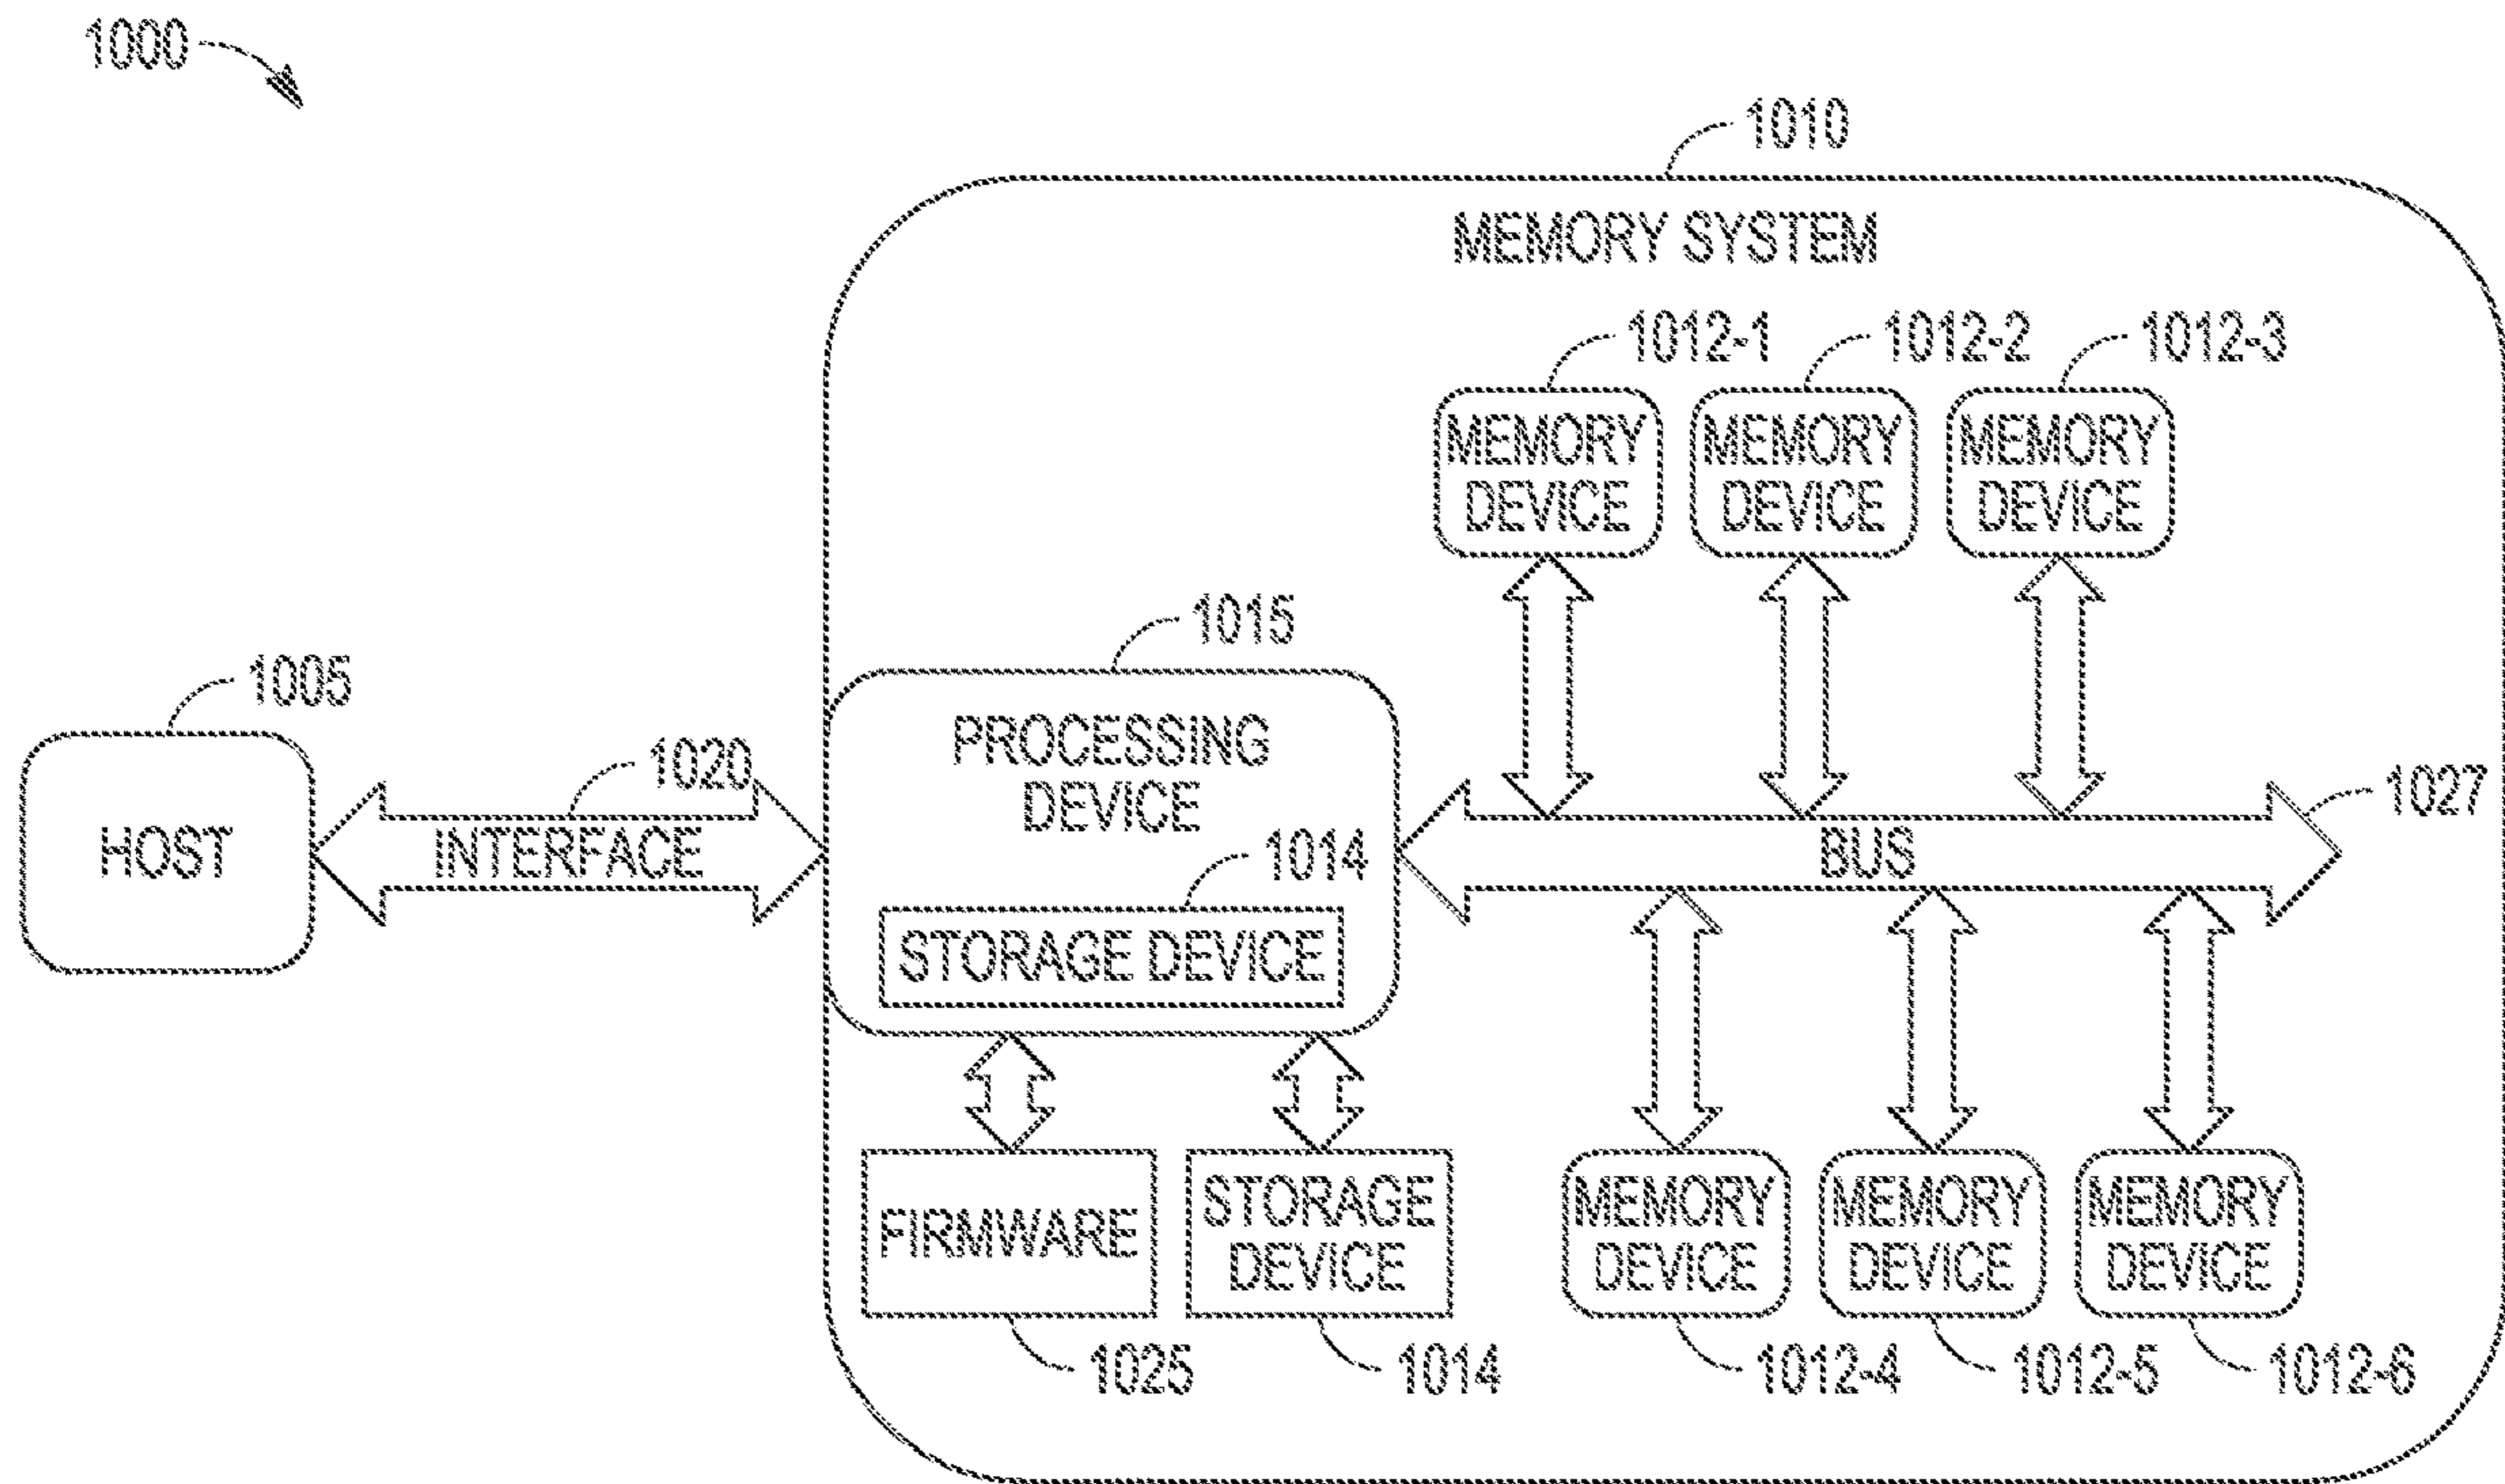 1000
1010
MEMORY SYSTEM
1012-1
1012-2
1012-3
MEMORY
DEVICE
MEMORY
DEVICE
MEMORY
DEVICE
1015
1005
PROCESSING
DEVICE
1020
1027
HOST
INTERFACE
BUS
1014
STORAGE DEVICE
FIRMWARE
STORAGE
DEVICE
MEMORY
DEVICE
MEMORY
DEVICE
MEMORY
DEVICE
1025
1014
1012-4
1012-5
1012-6